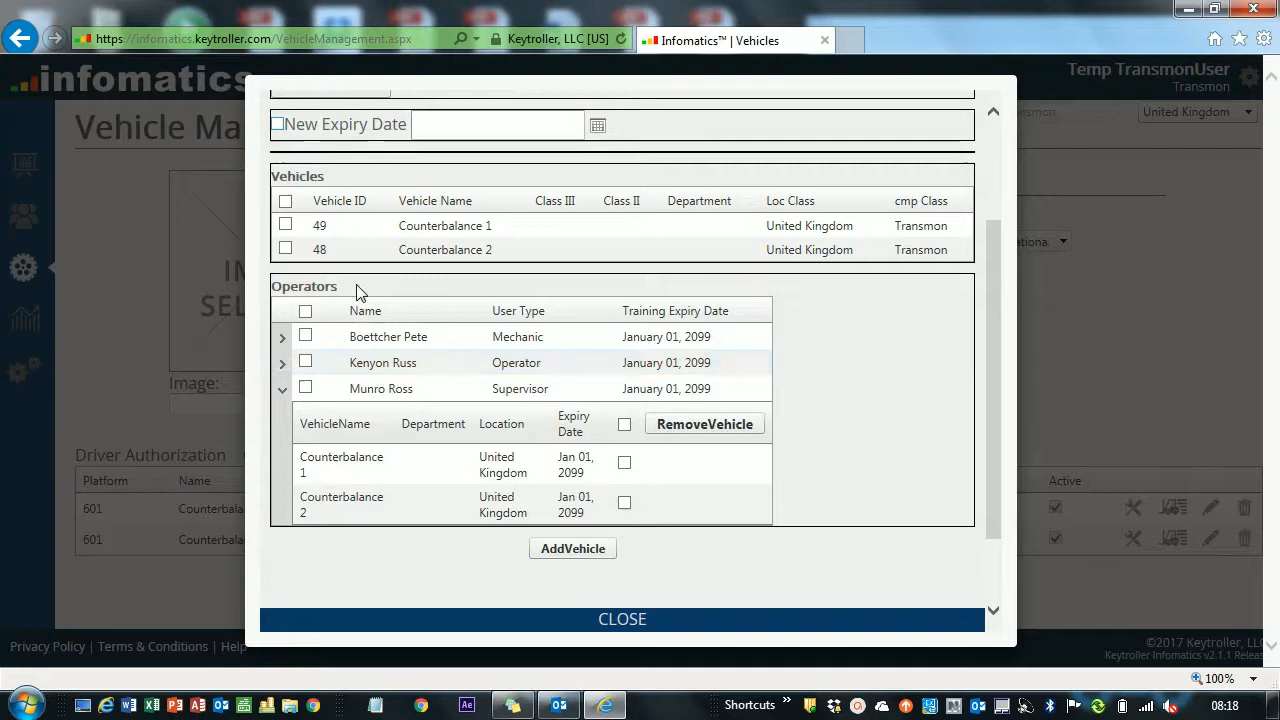 https://infomatics.keytroller.com/VehicleManagement.aspx
Keytroller, LLC [US]
Infomatics™ | Vehicles
infomatics
Temp TransmonUser
Transmon
Vehicle Ma
United Kingdom
New Expiry Date
Vehicles
Vehicle ID Vehicle Name Class III Class II Department Loc Class cmp Class
49 Counterbalance 1 United Kingdom Transmon
48 Counterbalance 2 United Kingdom Transmon
Operators
Name User Type Training Expiry Date
Boettcher Pete Mechanic January 01, 2099
Kenyon Russ Operator January 01, 2099
Munro Ross Supervisor January 01, 2099
VehicleName Department Location Expiry Date RemoveVehicle
Counterbalance 1 United Kingdom Jan 01, 2099
Counterbalance 2 United Kingdom Jan 01, 2099
AddVehicle
CLOSE
IM
SEL
Image:
Driver Authorization
Platform Name Active
601 Counterbal
601 Counterbal
Privacy Policy | Terms & Conditions | Help
©2017 Keytroller, LLC
Keytroller Infomatics v2.1.1 Releas
100%
Shortcuts
08:18